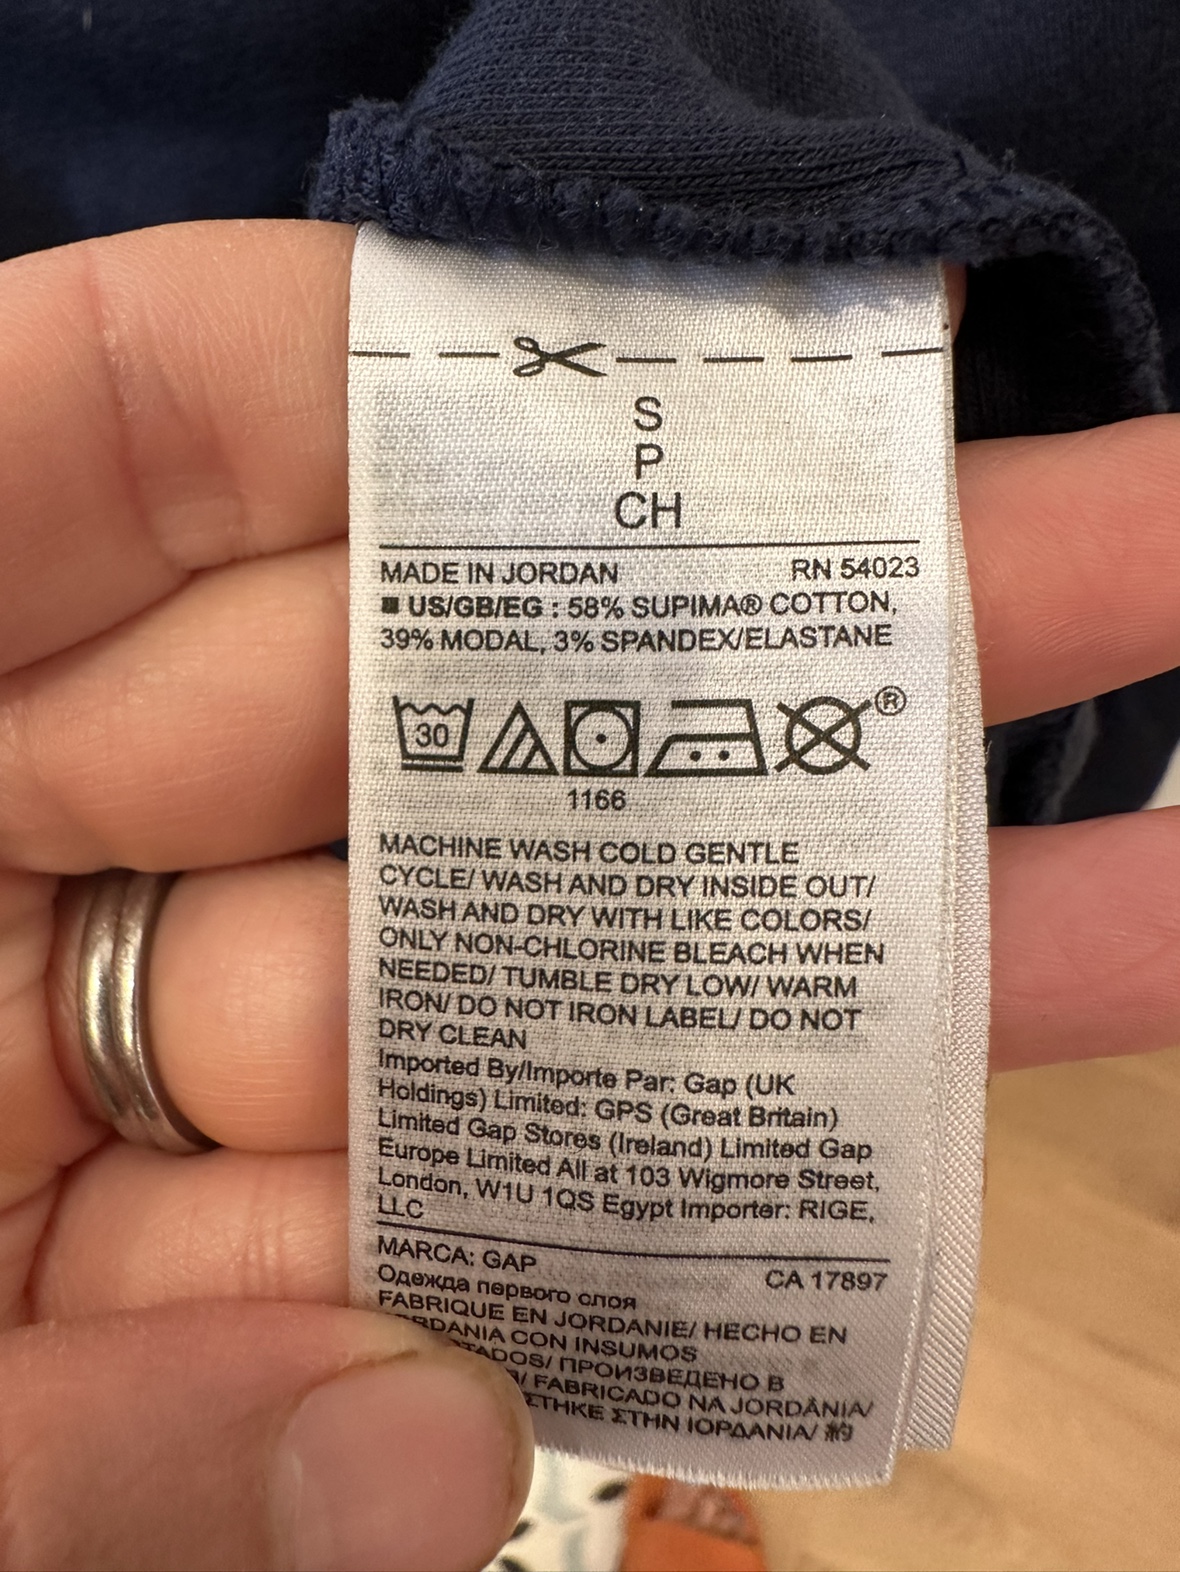 S
P
CH
MADE IN JORDAN RN 54023
■ US/GB/EG : 58% SUPIMA® COTTON,
39% MODAL, 3% SPANDEX/ELASTANE
30 ®
1166
MACHINE WASH COLD GENTLE
CYCLE/ WASH AND DRY INSIDE OUT/
WASH AND DRY WITH LIKE COLORS/
ONLY NON-CHLORINE BLEACH WHEN
NEEDED/ TUMBLE DRY LOW/ WARM
IRON/ DO NOT IRON LABEL/ DO NOT
DRY CLEAN
Imported By/Importe Par: Gap (UK
Holdings) Limited: GPS (Great Britain)
Limited Gap Stores (Ireland) Limited Gap
Europe Limited All at 103 Wigmore Street,
London, W1U 1QS Egypt Importer: RIGE,
LLC
MARCA: GAP CA 17897
Одежда первого слоя
FABRIQUE EN JORDANIE/ HECHO EN
CON INSUMOS
ПРОИЗВЕДЕНО В
FABRICADO NA JORDÂNIA/
ΣΤΗΝ ΙΟΡΔΑΝΙΑ/ 約